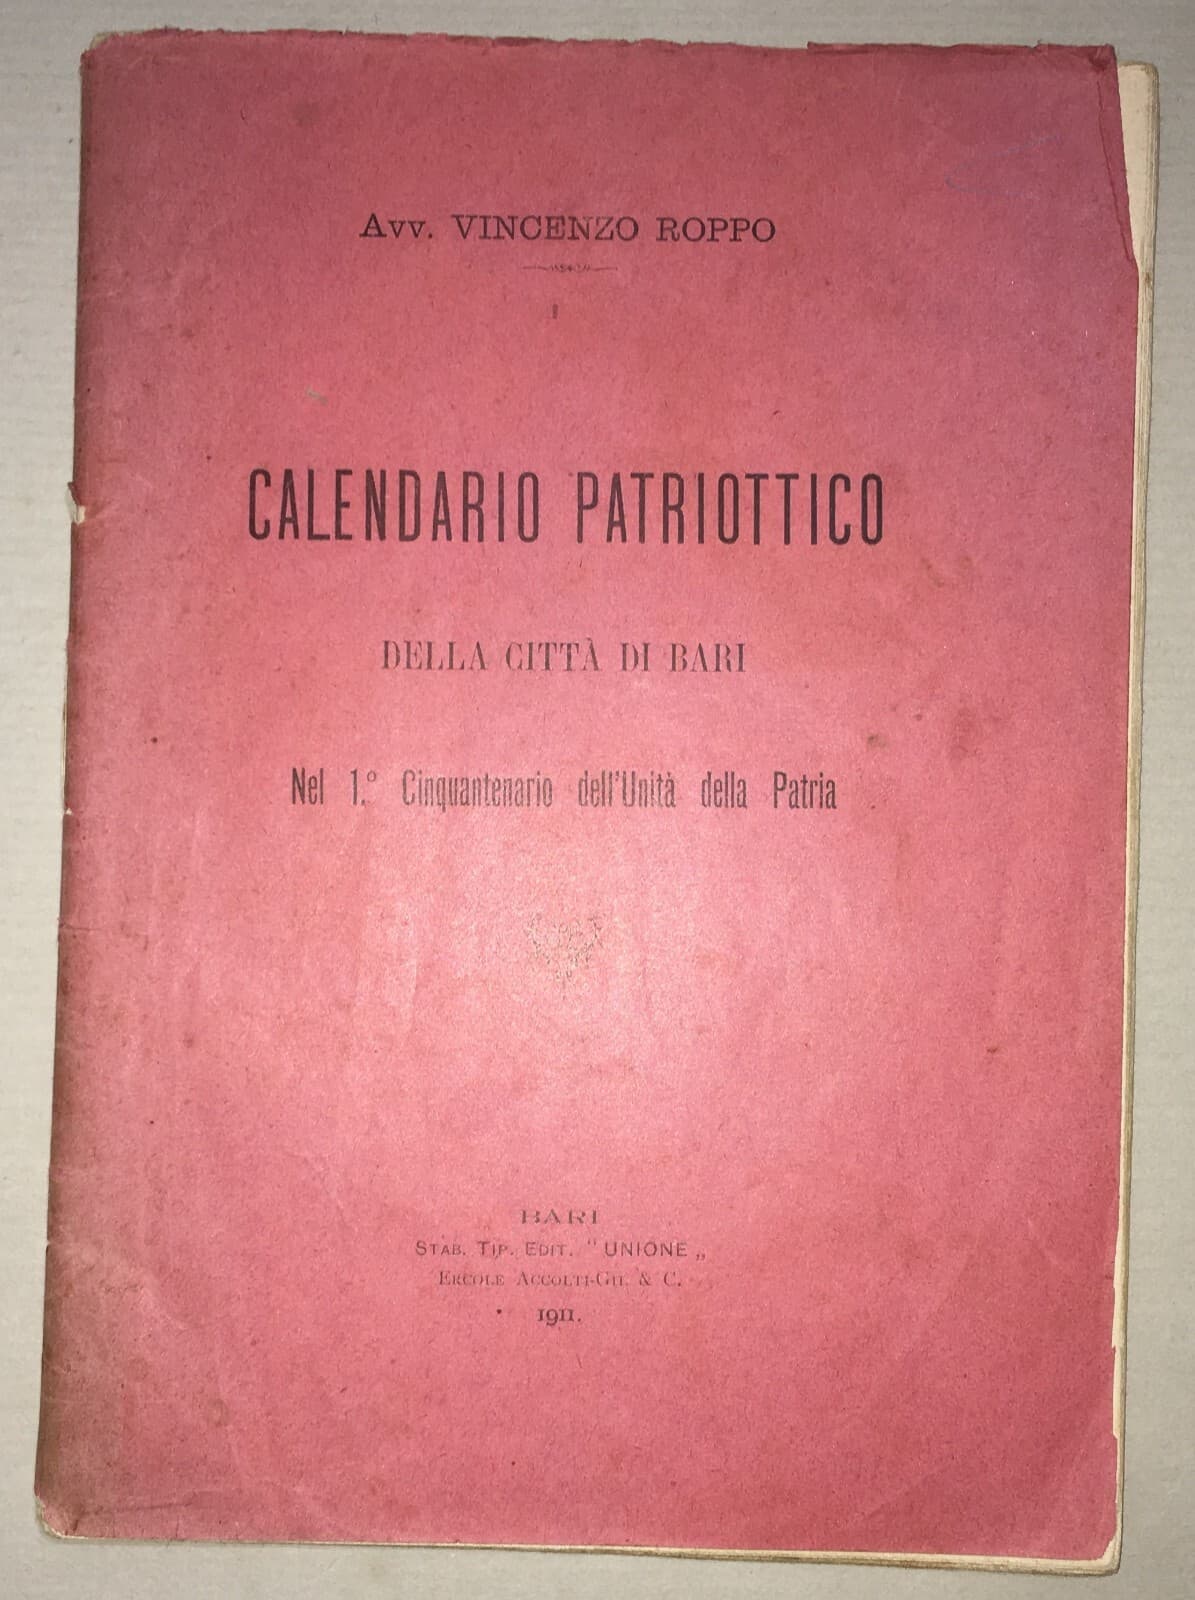 Avv. VINCENZO ROPPO
CALENDARIO PATRIOTTICO
DELLA CITTÀ DI BARI
Nel 1.° Cinquantenario dell'Unità della Patria
BARI
STAB. TIP. EDIT. "UNIONE„
ERCOLE ACCOLTI-GIL & C.
1911.